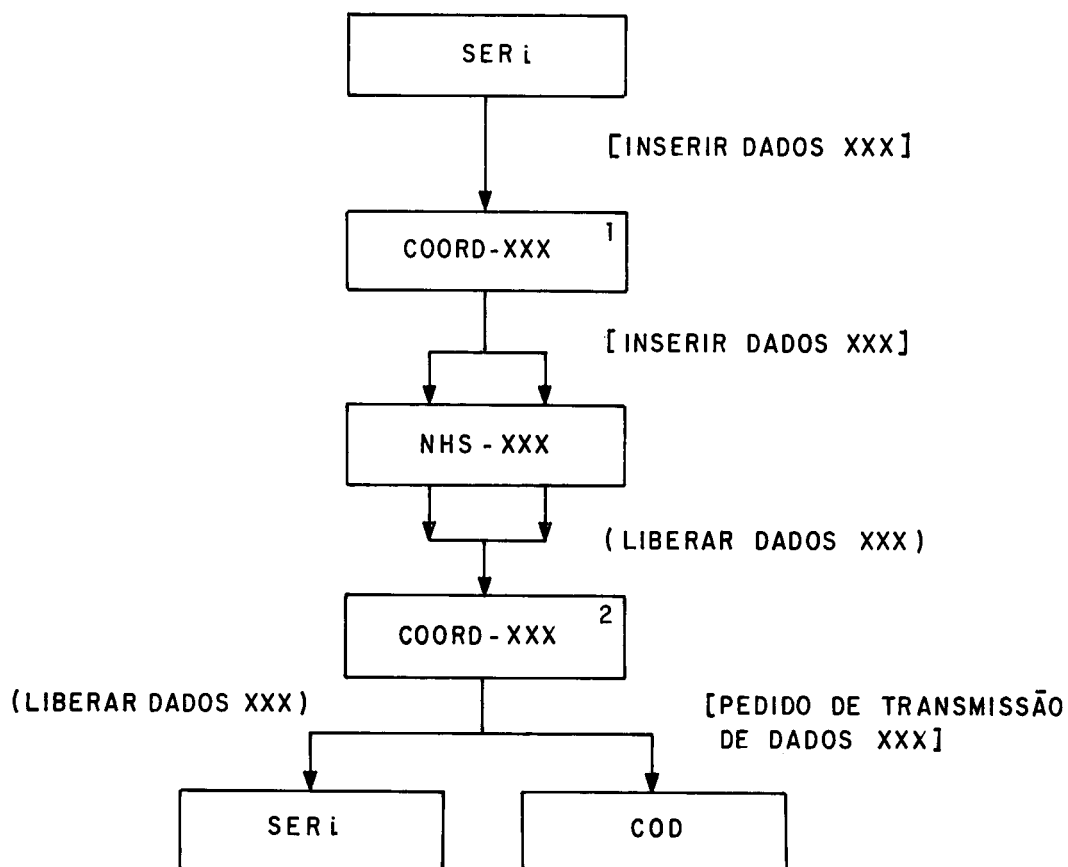 SER i
[INSERIR DADOS XXX]
COORD-XXX 1
[INSERIR DADOS XXX]
NHS - XXX
(LIBERAR DADOS XXX)
COORD - XXX 2
(LIBERAR DADOS XXX)
[PEDIDO DE TRANSMISSÃO
DE DADOS XXX]
SER i
COD